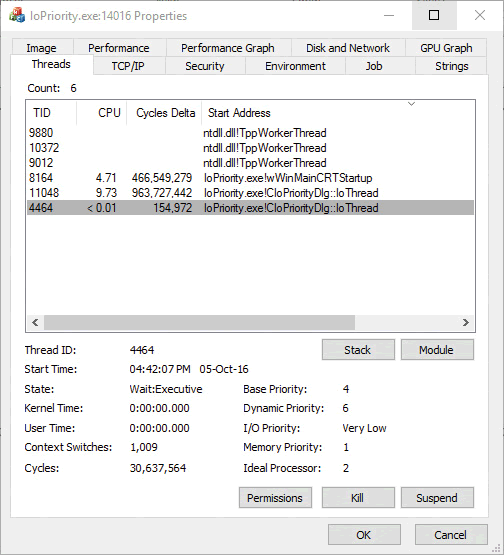 IoPriority.exe:14016 Properties
Image Performance Performance Graph Disk and Network GPU Graph
Threads TCP/IP Security Environment Job Strings
Count: 6
TID CPU Cycles Delta Start Address
9880 ntdll.dll!TppWorkerThread
10372 ntdll.dll!TppWorkerThread
9012 ntdll.dll!TppWorkerThread
8164 4.71 466,549,279 IoPriority.exe!wWinMainCRTStartup
11048 9.73 963,727,442 IoPriority.exe!CIoPriorityDlg::IoThread
4464 < 0.01 154,972 IoPriority.exe!CIoPriorityDlg::IoThread
Thread ID: 4464 Stack Module
Start Time: 04:42:07 PM 05-Oct-16
State: Wait:Executive Base Priority: 4
Kernel Time: 0:00:00.000 Dynamic Priority: 6
User Time: 0:00:00.000 I/O Priority: Very Low
Context Switches: 1,009 Memory Priority: 1
Cycles: 30,637,564 Ideal Processor: 2
Permissions Kill Suspend
OK Cancel